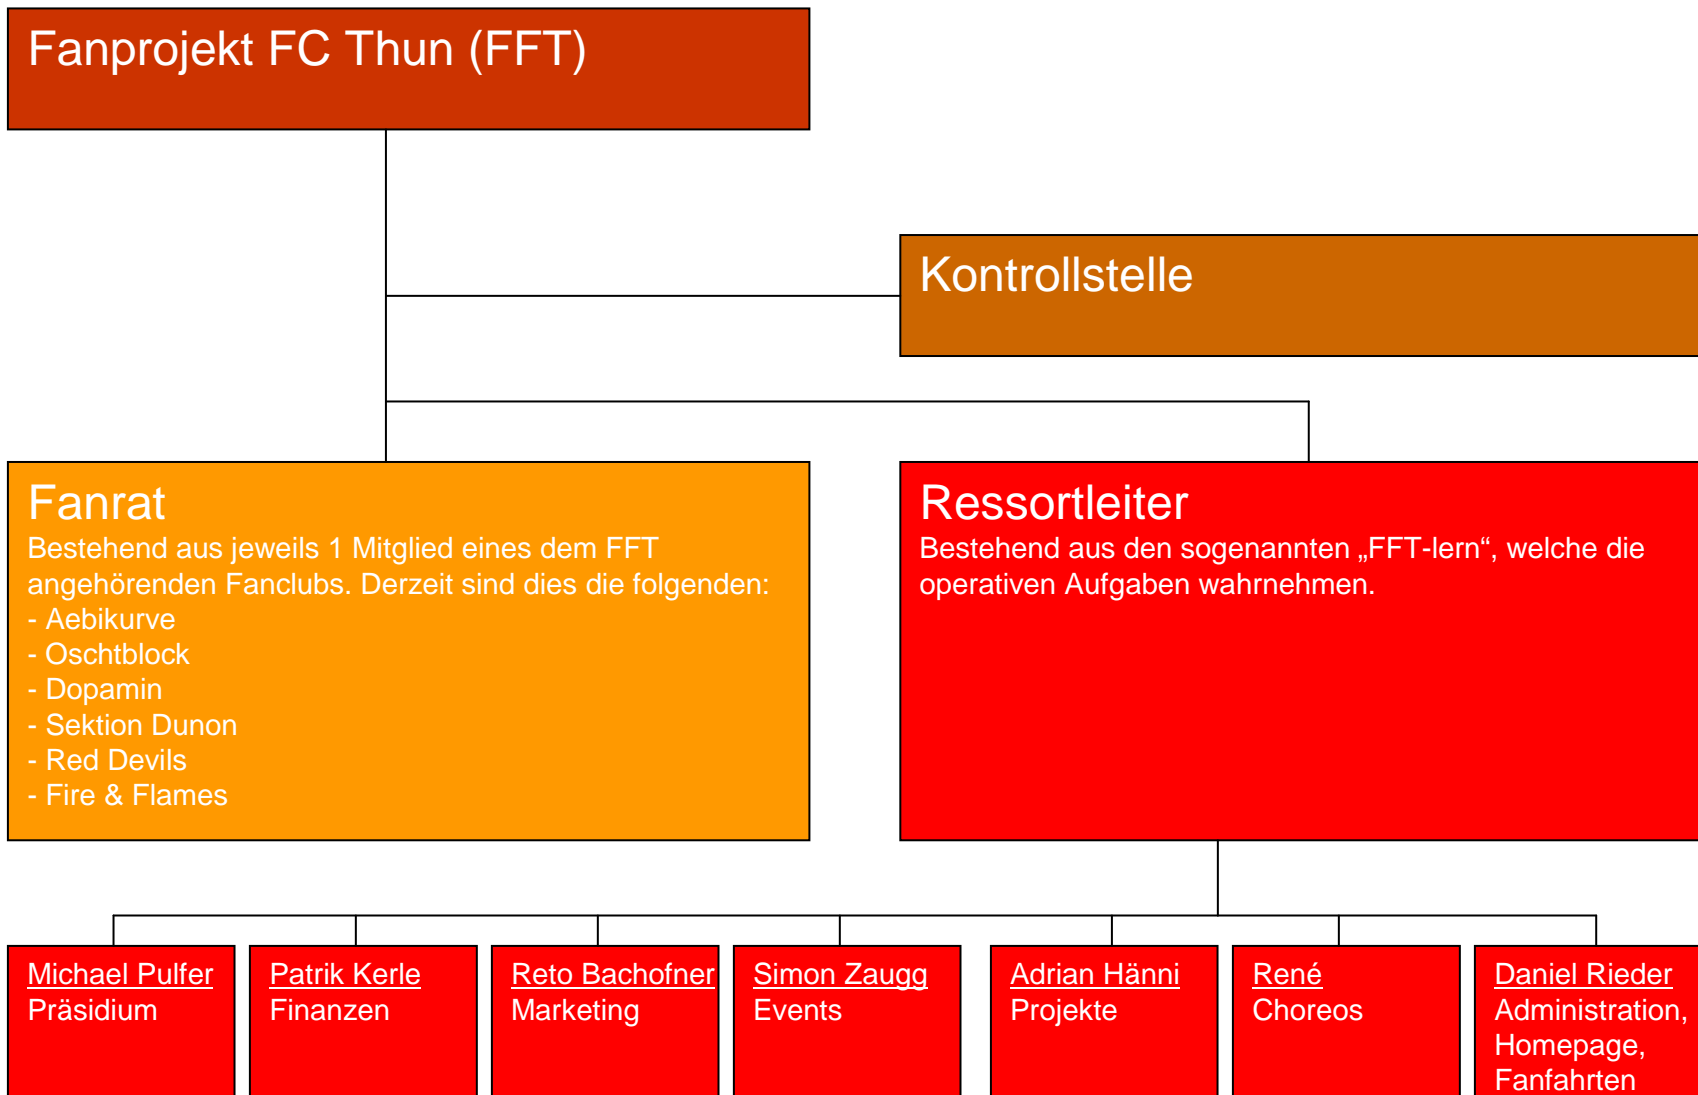 Fanprojekt FC Thun (FFT)
Kontrollstelle
Fanrat
Bestehend aus jeweils 1 Mitglied eines dem FFT
angehörenden Fanclubs. Derzeit sind dies die folgenden:
- Aebikurve
- Oschtblock
- Dopamin
- Sektion Dunon
- Red Devils
- Fire & Flames
Ressortleiter
Bestehend aus den sogenannten „FFT-lern“, welche die
operativen Aufgaben wahrnehmen.
Michael Pulfer
Präsidium
Patrik Kerle
Finanzen
Reto Bachofner
Marketing
Simon Zaugg
Events
Adrian Hänni
Projekte
René
Choreos
Daniel Rieder
Administration,
Homepage,
Fanfahrten